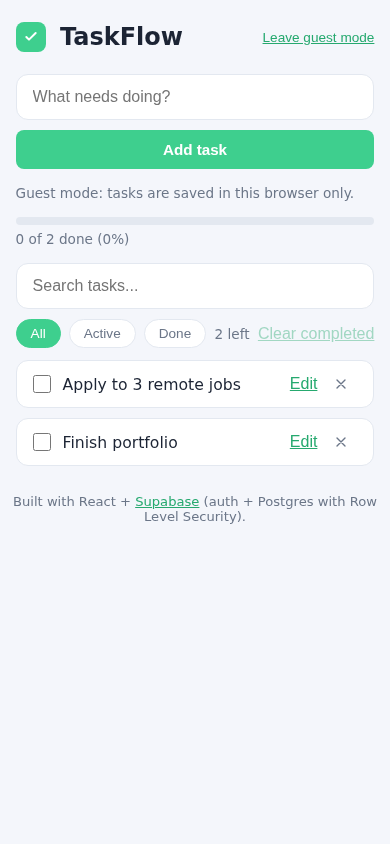 TaskFlow
Leave guest mode
What needs doing?
Add task
Guest mode: tasks are saved in this browser only.
0 of 2 done (0%)
Search tasks...
All Active Done 2 left Clear completed
Apply to 3 remote jobs Edit ✕
Finish portfolio Edit ✕
Built with React + Supabase (auth + Postgres with Row
Level Security).